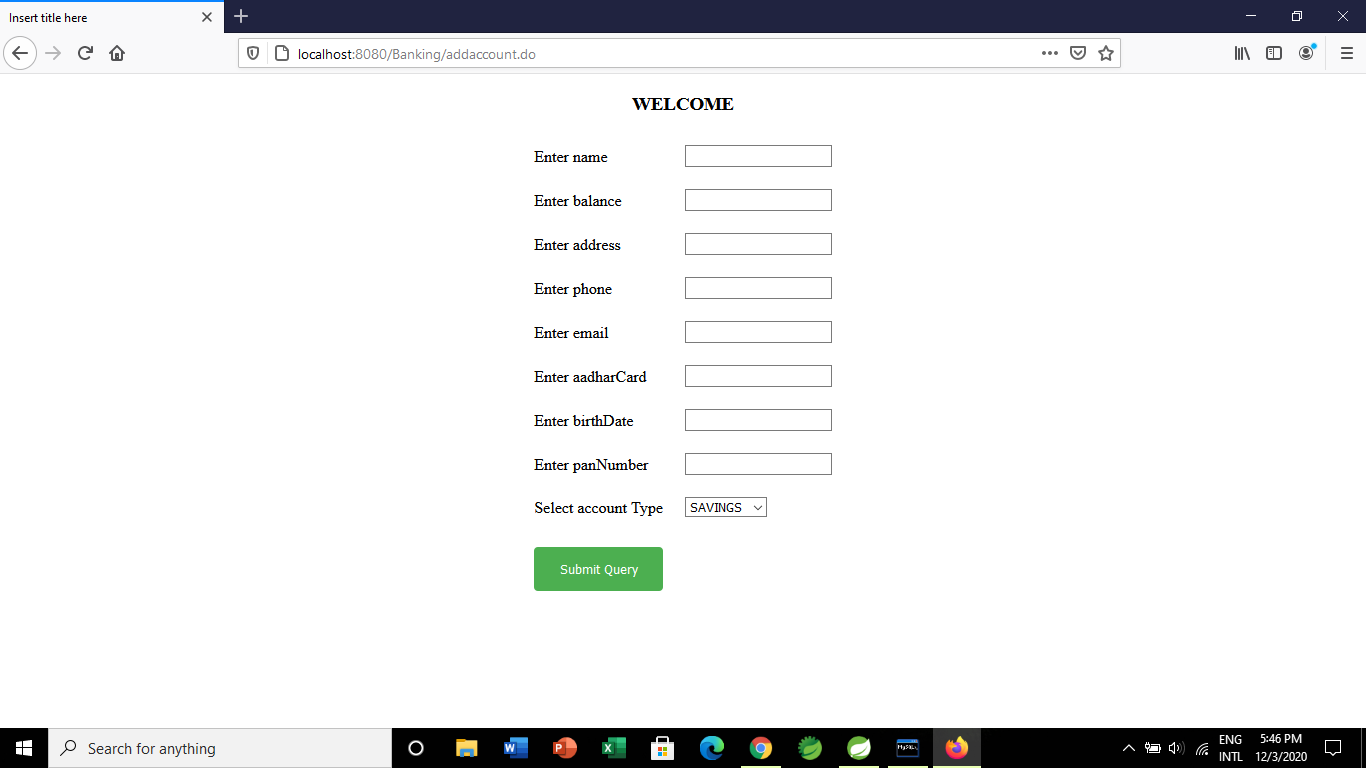 Insert title here
localhost:8080/Banking/addaccount.do
WELCOME
Enter name
Enter balance
Enter address
Enter phone
Enter email
Enter aadharCard
Enter birthDate
Enter panNumber
Select account Type SAVINGS
Submit Query
Search for anything
MySQL
ENG 5:46 PM
INTL 12/3/2020